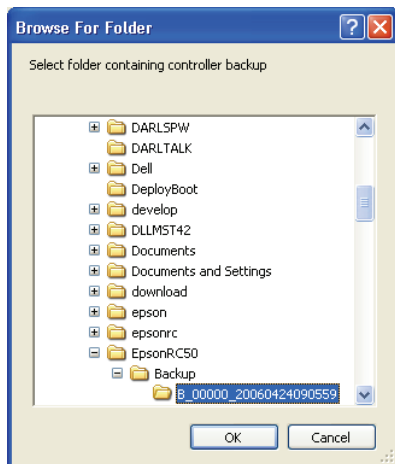 Browse For Folder
Select folder containing controller backup
DARLSPW
DARLTALK
Dell
DeployBoot
develop
DLLMST42
Documents
Documents and Settings
download
epson
epsonrc
EpsonRC50
Backup
B_00000_20060424090559
OK Cancel